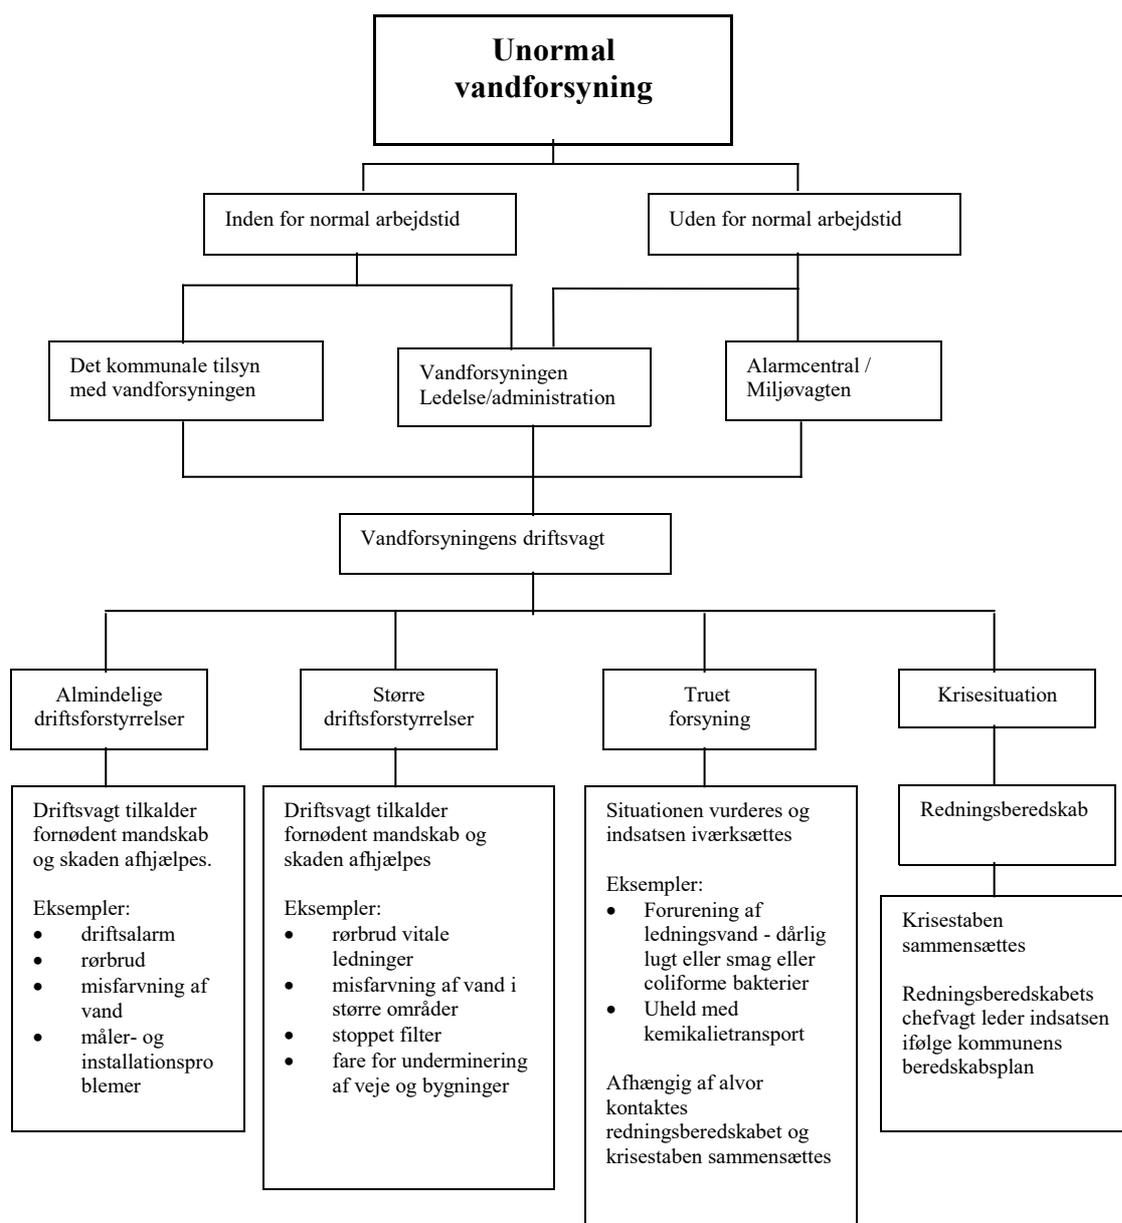 Unormal
vandforsyning
Inden for normal arbejdstid
Uden for normal arbejdstid
Det kommunale tilsyn
med vandforsyningen
Vandforsyningen
Ledelse/administration
Alarmcentral /
Miljøvagten
Vandforsyningens driftsvagt
Almindelige
driftsforstyrrelser
Større
driftsforstyrrelser
Truet
forsyning
Krisesituation
Driftsvagt tilkalder
fornødent mandskab
og skaden afhjælpes.
Eksempler:
• driftsalarm
• rørbrud
• misfarvning af
vand
• måler- og
installationspro
blemer
Driftsvagt tilkalder
fornødent mandskab og
skaden afhjælpes
Eksempler:
• rørbrud vitale
ledninger
• misfarvning af vand i
større områder
• stoppet filter
• fare for underminering
af veje og bygninger
Situationen vurderes og
indsatsen iværksættes
Eksempler:
• Forurening af
ledningsvand - dårlig
lugt eller smag eller
coliforme bakterier
• Uheld med
kemikalietransport
Afhængig af alvor
kontaktes
redningsberedskabet og
krisestaben sammensættes
Redningsberedskab
Krisestaben
sammensættes
Redningsberedskabets
chefvagt leder indsatsen
ifølge kommunens
beredskabsplan